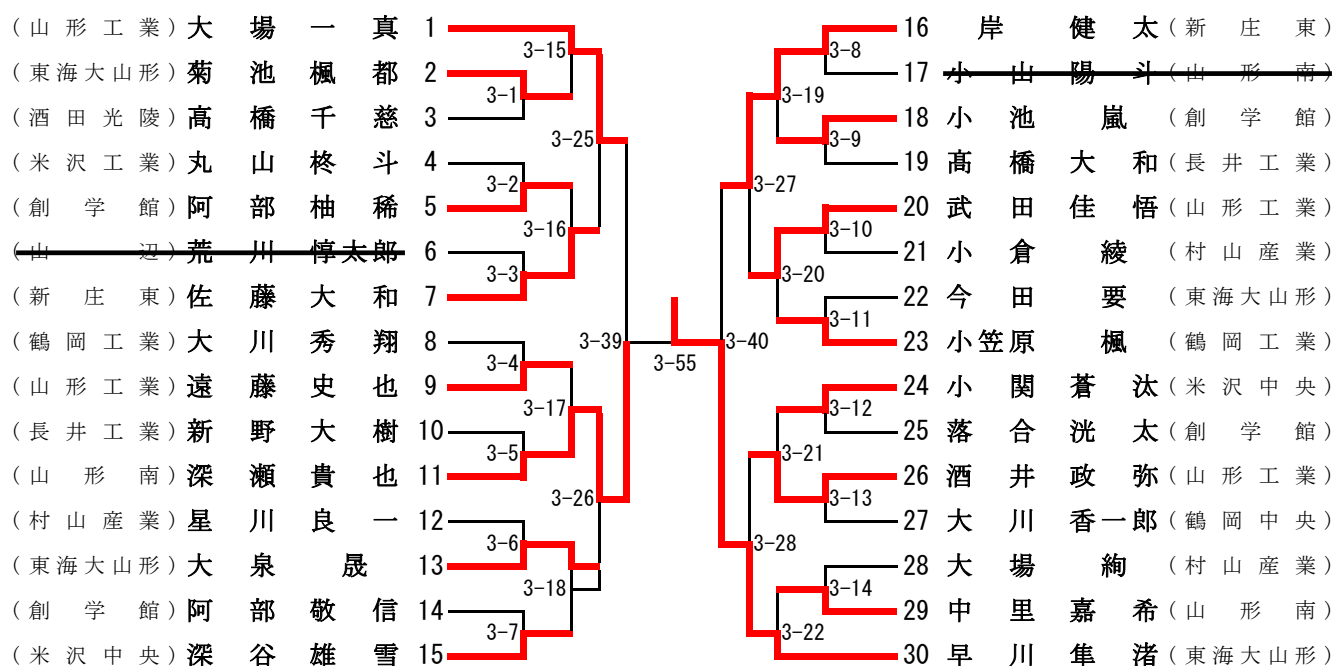 (山形工業) 大場一真 1
(東海大山形) 菊池楓都 2
(酒田光陵) 高橋千慈 3
(米沢工業) 丸山柊斗 4
(創学館) 阿部柚稀 5
(山辺) 荒川惇太郎 6
(新庄東) 佐藤大和 7
(鶴岡工業) 大川秀翔 8
(山形工業) 遠藤史也 9
(長井工業) 新野大樹 10
(山形南) 深瀬貴也 11
(村山産業) 星川良一 12
(東海大山形) 大泉晟 13
(創学館) 阿部敬信 14
(米沢中央) 深谷雄雪 15
3-1
3-2
3-3
3-4
3-5
3-6
3-7
3-15
3-16
3-17
3-18
3-25
3-26
3-39
3-55
3-40
3-27
3-28
3-19
3-20
3-21
3-22
3-8
3-9
3-10
3-11
3-12
3-13
3-14
16 岸健太 (新庄東)
17 小山陽斗 (山形南)
18 小池嵐 (創学館)
19 髙橋大和 (長井工業)
20 武田佳悟 (山形工業)
21 小倉綾 (村山産業)
22 今田要 (東海大山形)
23 小笠原楓 (鶴岡工業)
24 小関蒼汰 (米沢中央)
25 落合洸太 (創学館)
26 酒井政弥 (山形工業)
27 大川香一郎 (鶴岡中央)
28 大場絢 (村山産業)
29 中里嘉希 (山形南)
30 早川隼渚 (東海大山形)